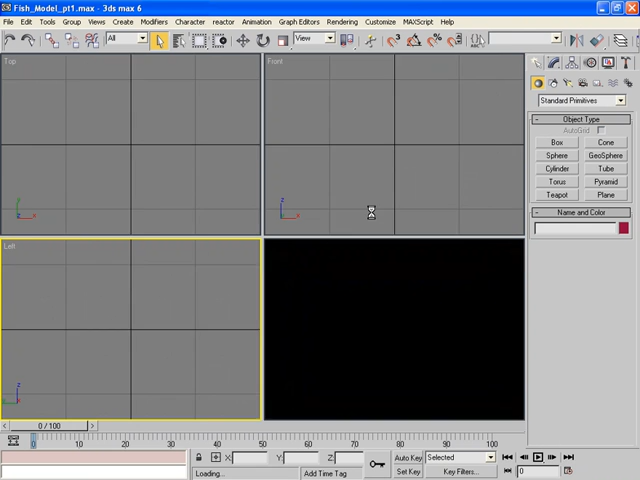 Fish_Model_pt1.max - 3ds max 6
File Edit Tools Group Views Create Modifiers Character reactor Animation Graph Editors Rendering Customize MAXScript Help
All View
Top
Front
Standard Primitives
- Object Type
AutoGrid
Box Cone
Sphere GeoSphere
Cylinder Tube
Torus Pyramid
Teapot Plane
- Name and Color
z
x
y
z
x
Left
z
0 / 100
0 10 20 30 40 50 60 70 80 90 100
X: Y: Z: Auto Key Selected
Loading... Add Time Tag Set Key Key Filters... 0